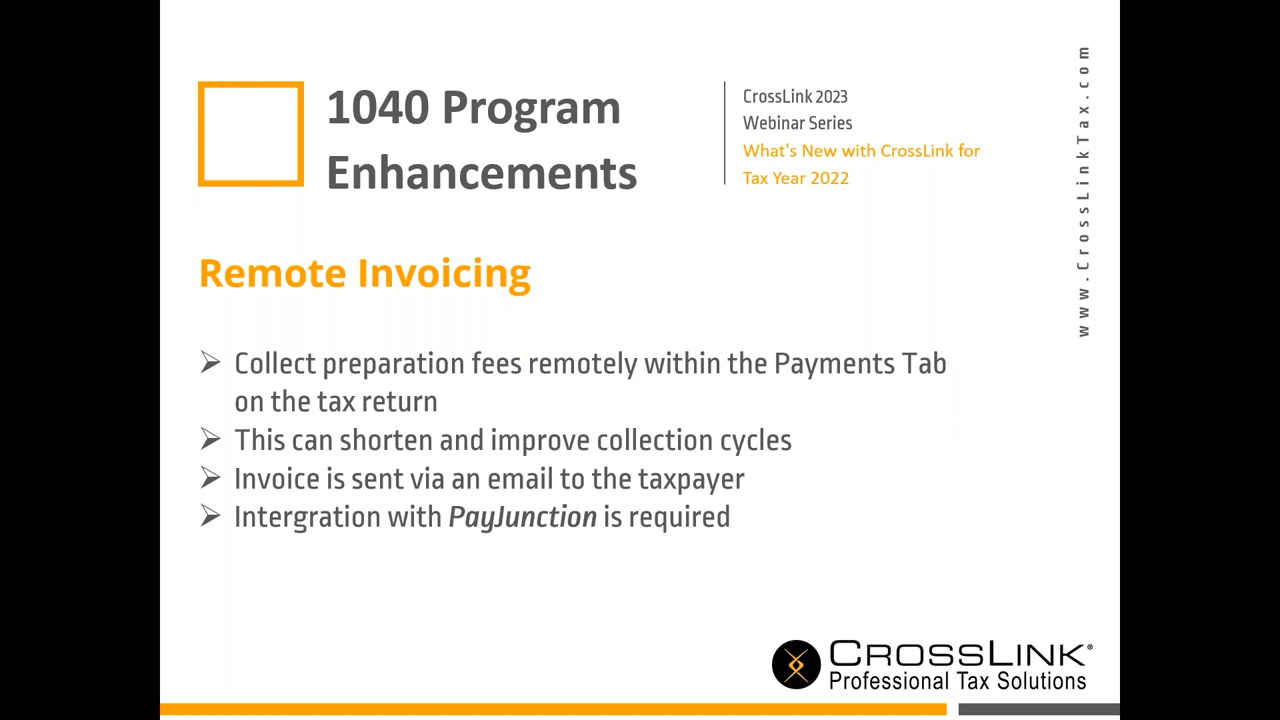 1040 Program
Enhancements
CrossLink 2023
Webinar Series
What's New with CrossLink for
Tax Year 2022
www.CrossLinkTax.com
Remote Invoicing
➢ Collect preparation fees remotely within the Payments Tab
on the tax return
➢ This can shorten and improve collection cycles
➢ Invoice is sent via an email to the taxpayer
➢ Intergration with PayJunction is required
CROSSLINK®
Professional Tax Solutions